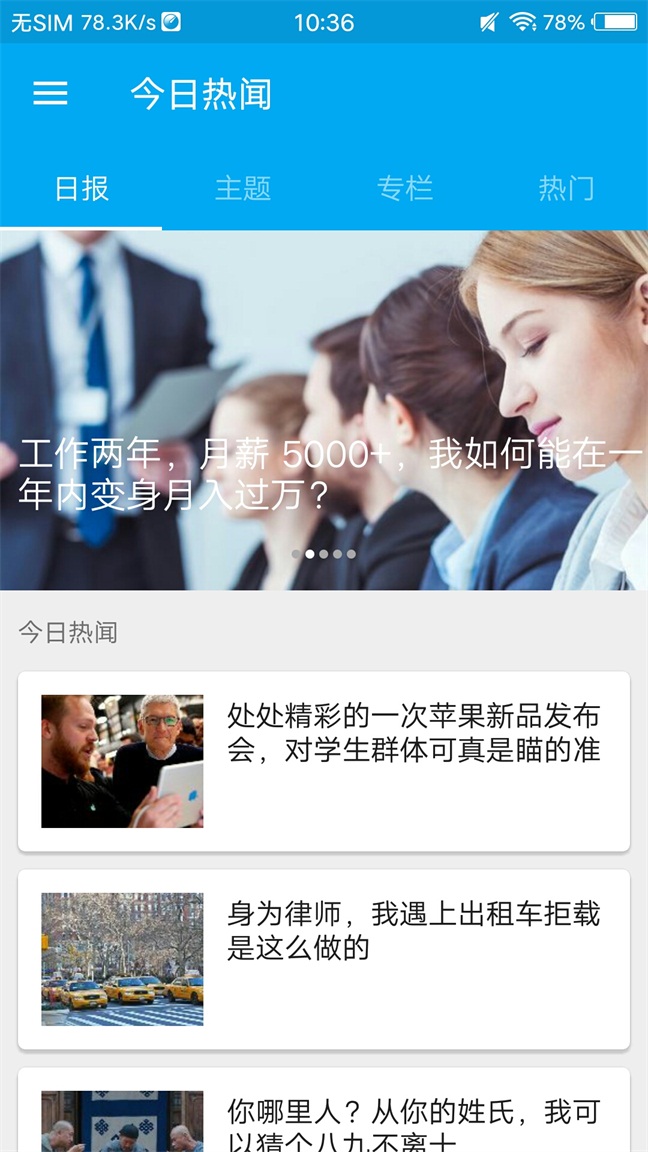 无SIM 78.3K/s 10:36 78%
今日热闻
日报 主题 专栏 热门
工作两年，月薪 5000+，我如何能在一
年内变身月入过万？
今日热闻
处处精彩的一次苹果新品发布
会，对学生群体可真是瞄的准
身为律师，我遇上出租车拒载
是这么做的
你哪里人？从你的姓氏，我可
以猜个八九不离十